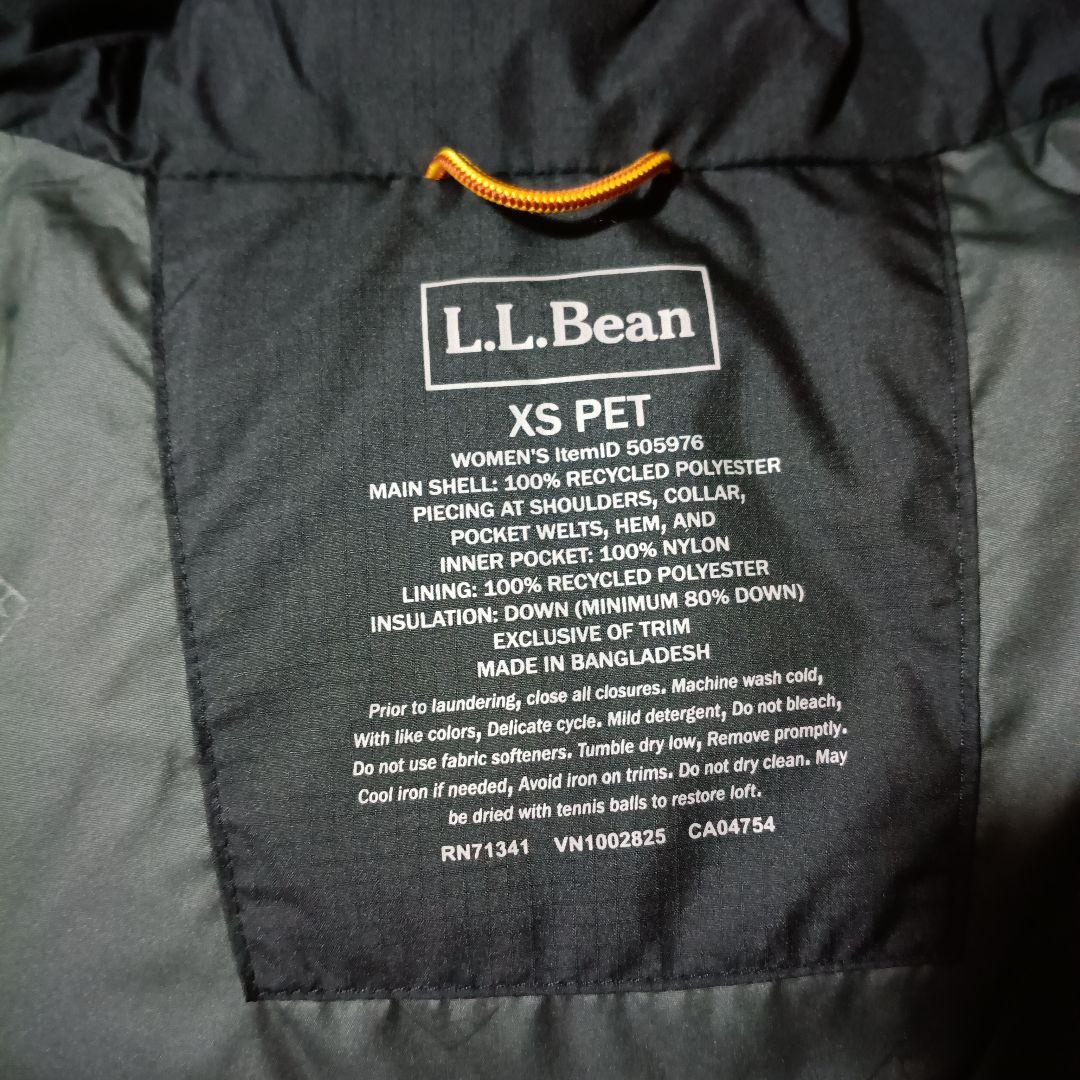 L.L.Bean
XS PET
WOMEN'S ItemID 505976
MAIN SHELL: 100% RECYCLED POLYESTER
PIECING AT SHOULDERS, COLLAR,
POCKET WELTS, HEM, AND
INNER POCKET: 100% NYLON
LINING: 100% RECYCLED POLYESTER
INSULATION: DOWN (MINIMUM 80% DOWN)
EXCLUSIVE OF TRIM
MADE IN BANGLADESH
Prior to laundering, close all closures. Machine wash cold,
With like colors, Delicate cycle. Mild detergent, Do not bleach,
Do not use fabric softeners. Tumble dry low, Remove promptly.
Cool iron if needed, Avoid iron on trims. Do not dry clean. May
be dried with tennis balls to restore loft.
RN71341 VN1002825 CA04754